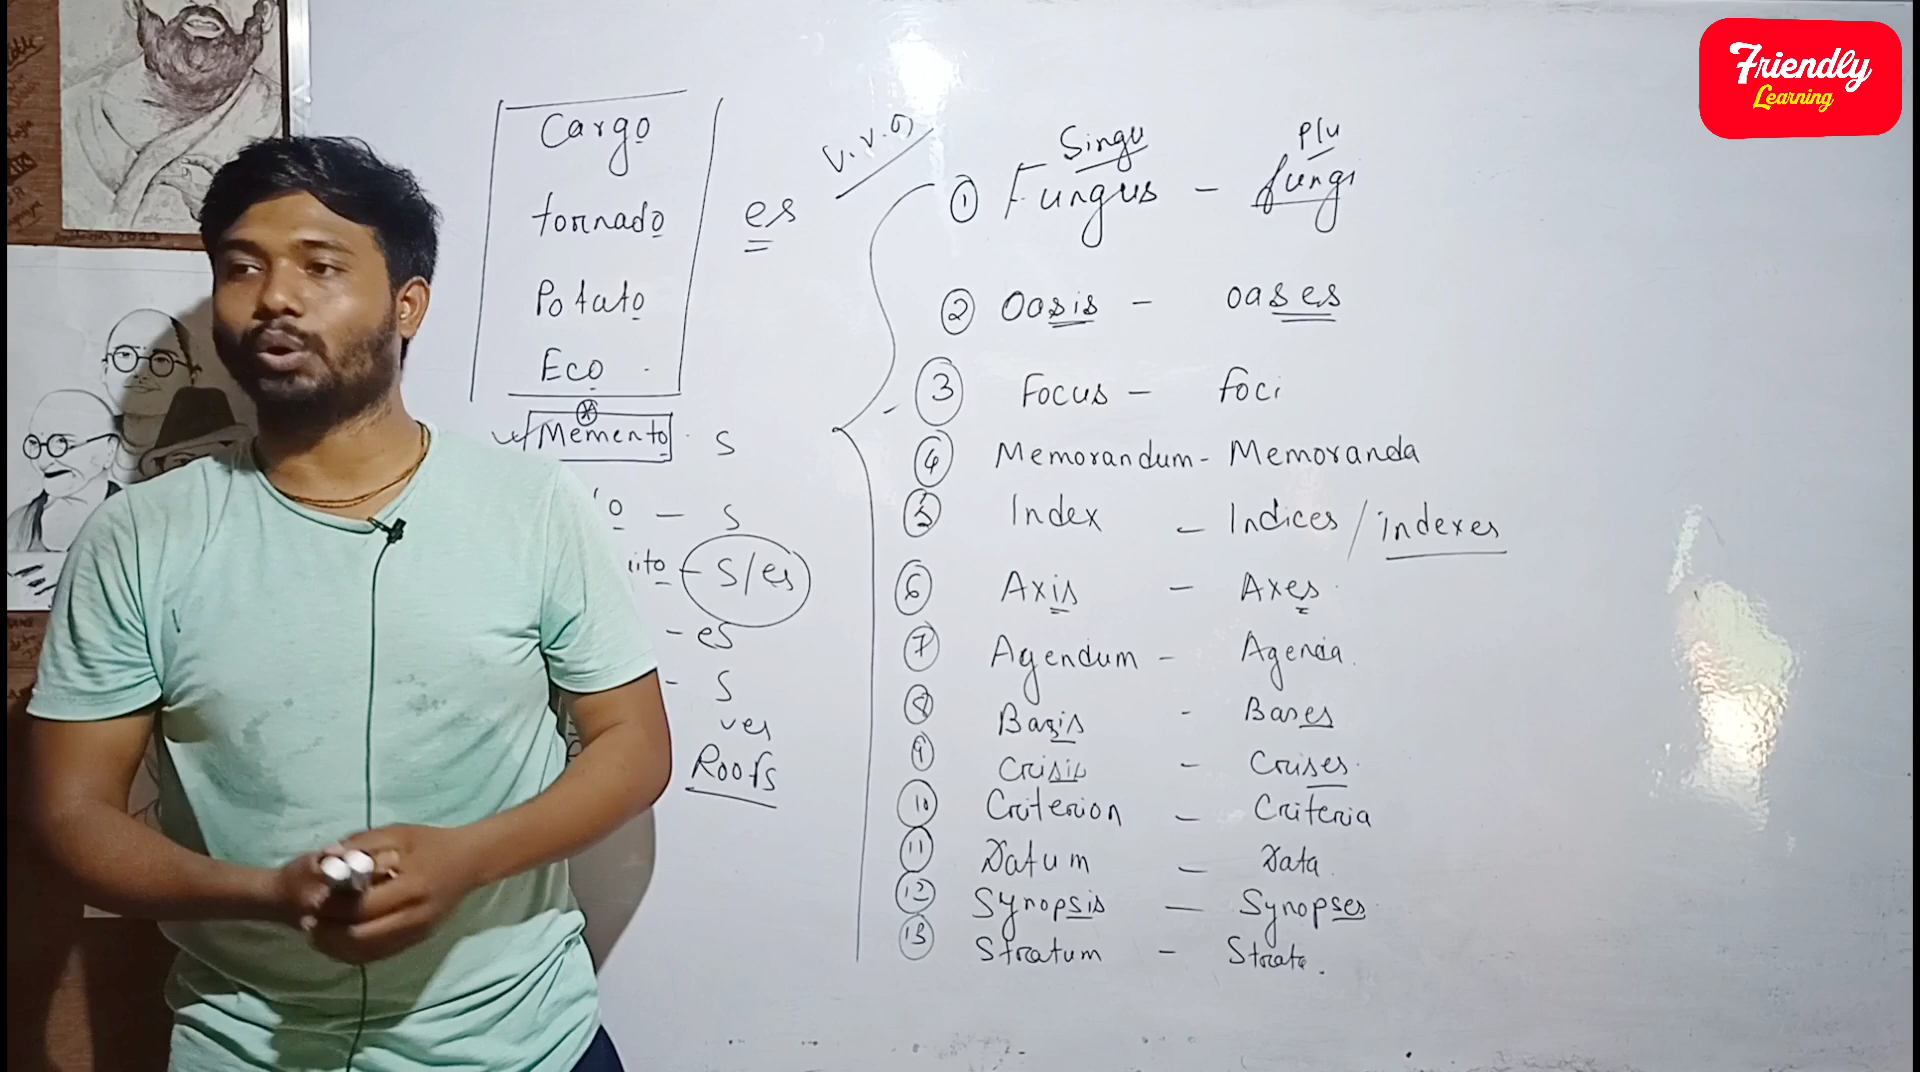 Friendly
Learning
Cargo
tornado
Potato
Eco
es
Memento s
o - s
iito - s/es
- es
- s
ves
Roofs
V.V.I
Singu Plu
① Fungus - fungi
② Oasis - oases
③ Focus - foci
④ Memorandum - Memoranda
⑤ Index - Indices / indexes
⑥ Axis - Axes
⑦ Agendum - Agenda
⑧ Basis - Bases
⑨ Crisis - Crises
⑩ Criterion - Criteria
⑪ Datum - Data
⑫ Synopsis - Synopses
⑬ Stratum - Strata